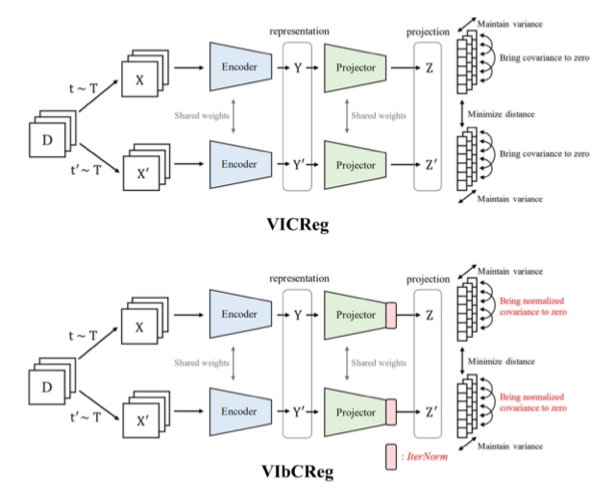 Maintain variance
representation
projection
D
t ~ T
X
Encoder
Y
Projector
Z
Bring covariance to zero
Shared weights
Shared weights
Minimize distance
t′ ~ T
X′
Encoder
Y′
Projector
Z′
Bring covariance to zero
Maintain variance
VICReg
Maintain variance
representation
projection
D
t ~ T
X
Encoder
Y
Projector
Z
Bring normalized
covariance to zero
Shared weights
Shared weights
Minimize distance
t′ ~ T
X′
Encoder
Y′
Projector
Z′
Bring normalized
covariance to zero
Maintain variance
: IterNorm
VIbCReg